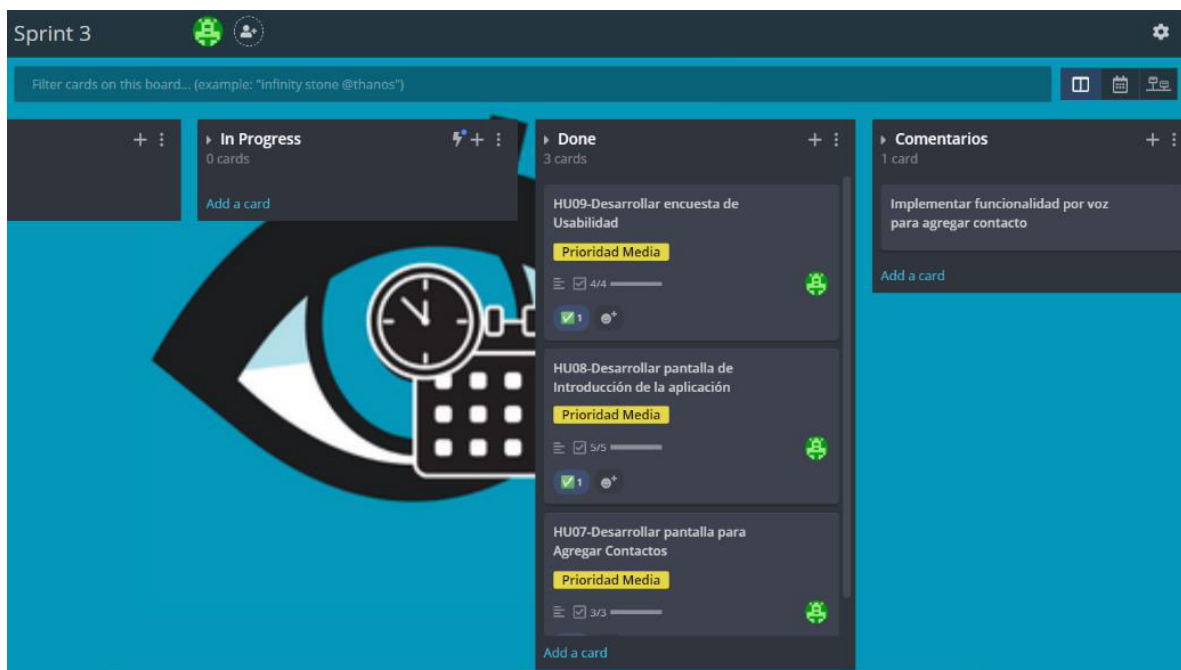 Sprint 3
Filter cards on this board... (example: "infinity stone @thanos")
In Progress
0 cards
Add a card
Done
3 cards
HU09-Desarrollar encuesta de
Usabilidad
Prioridad Media
4/4
1
HU08-Desarrollar pantalla de
Introducción de la aplicación
Prioridad Media
5/5
1
HU07-Desarrollar pantalla para
Agregar Contactos
Prioridad Media
3/3
Add a card
Comentarios
1 card
Implementar funcionalidad por voz
para agregar contacto
Add a card